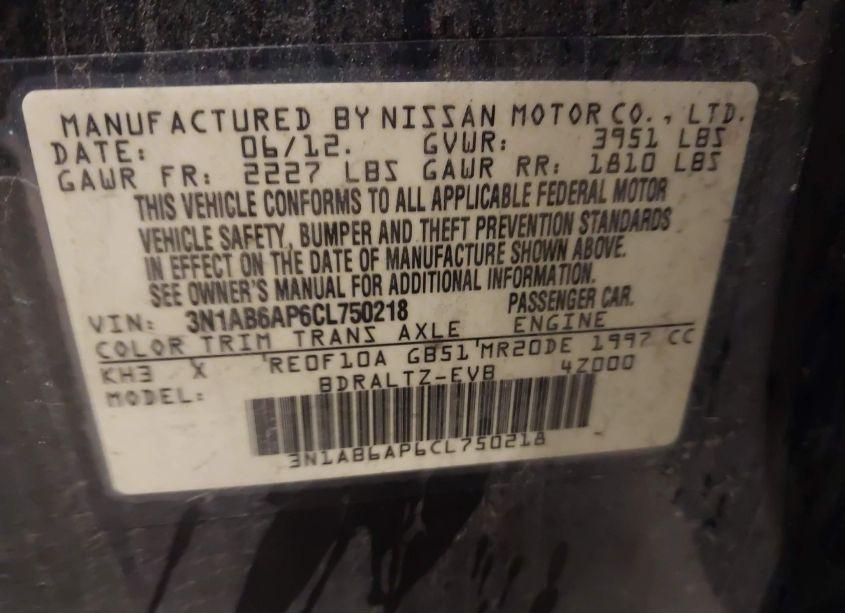 MANUFACTURED BY NISSAN MOTOR CO., LTD.
DATE: 06/12. GVWR: 3951 LBS
GAWR FR: 2227 LBS GAWR RR: 1810 LBS
THIS VEHICLE CONFORMS TO ALL APPLICABLE FEDERAL MOTOR
VEHICLE SAFETY, BUMPER AND THEFT PREVENTION STANDARDS
IN EFFECT ON THE DATE OF MANUFACTURE SHOWN ABOVE.
SEE OWNER'S MANUAL FOR ADDITIONAL INFORMATION.
VIN: 3N1AB6AP6CL750218 PASSENGER CAR.
COLOR TRIM TRANS AXLE ENGINE
KH3 X 'RE0F10A GB51'MR20DE 1997 CC
MODEL: BDRALTZ-EVB 4Z000
3N1AB6AP6CL750218